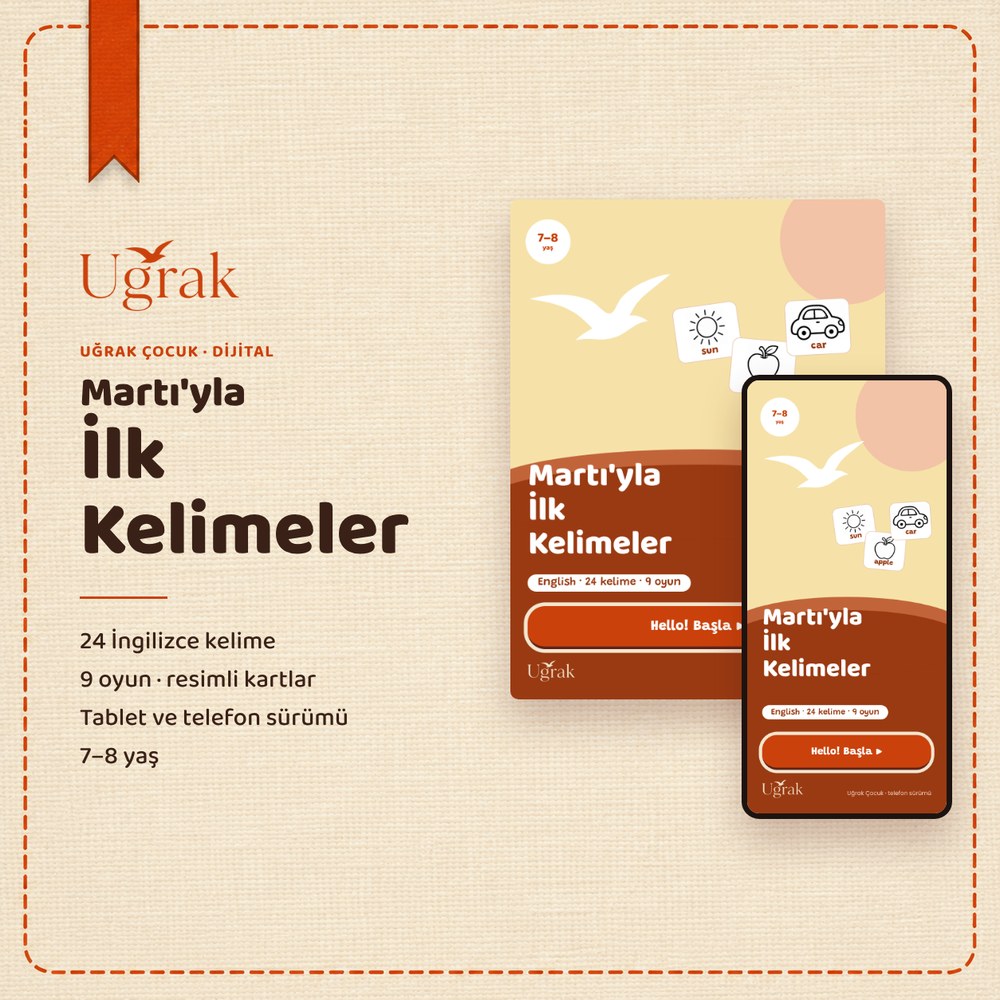 Uğrak
UĞRAK ÇOCUK · DİJİTAL
Martı'yla
İlk
Kelimeler
24 İngilizce kelime
9 oyun · resimli kartlar
Tablet ve telefon sürümü
7–8 yaş
7–8
yaş
sun
car
Martı'yla
İlk
Kelimeler
English · 24 kelime · 9 oyun
Hello! Başla
Uğrak
7–8
yaş
sun
car
apple
Martı'yla
İlk
Kelimeler
English · 24 kelime · 9 oyun
Hello! Başla ▸
Uğrak
Uğrak Çocuk · telefon sürümü